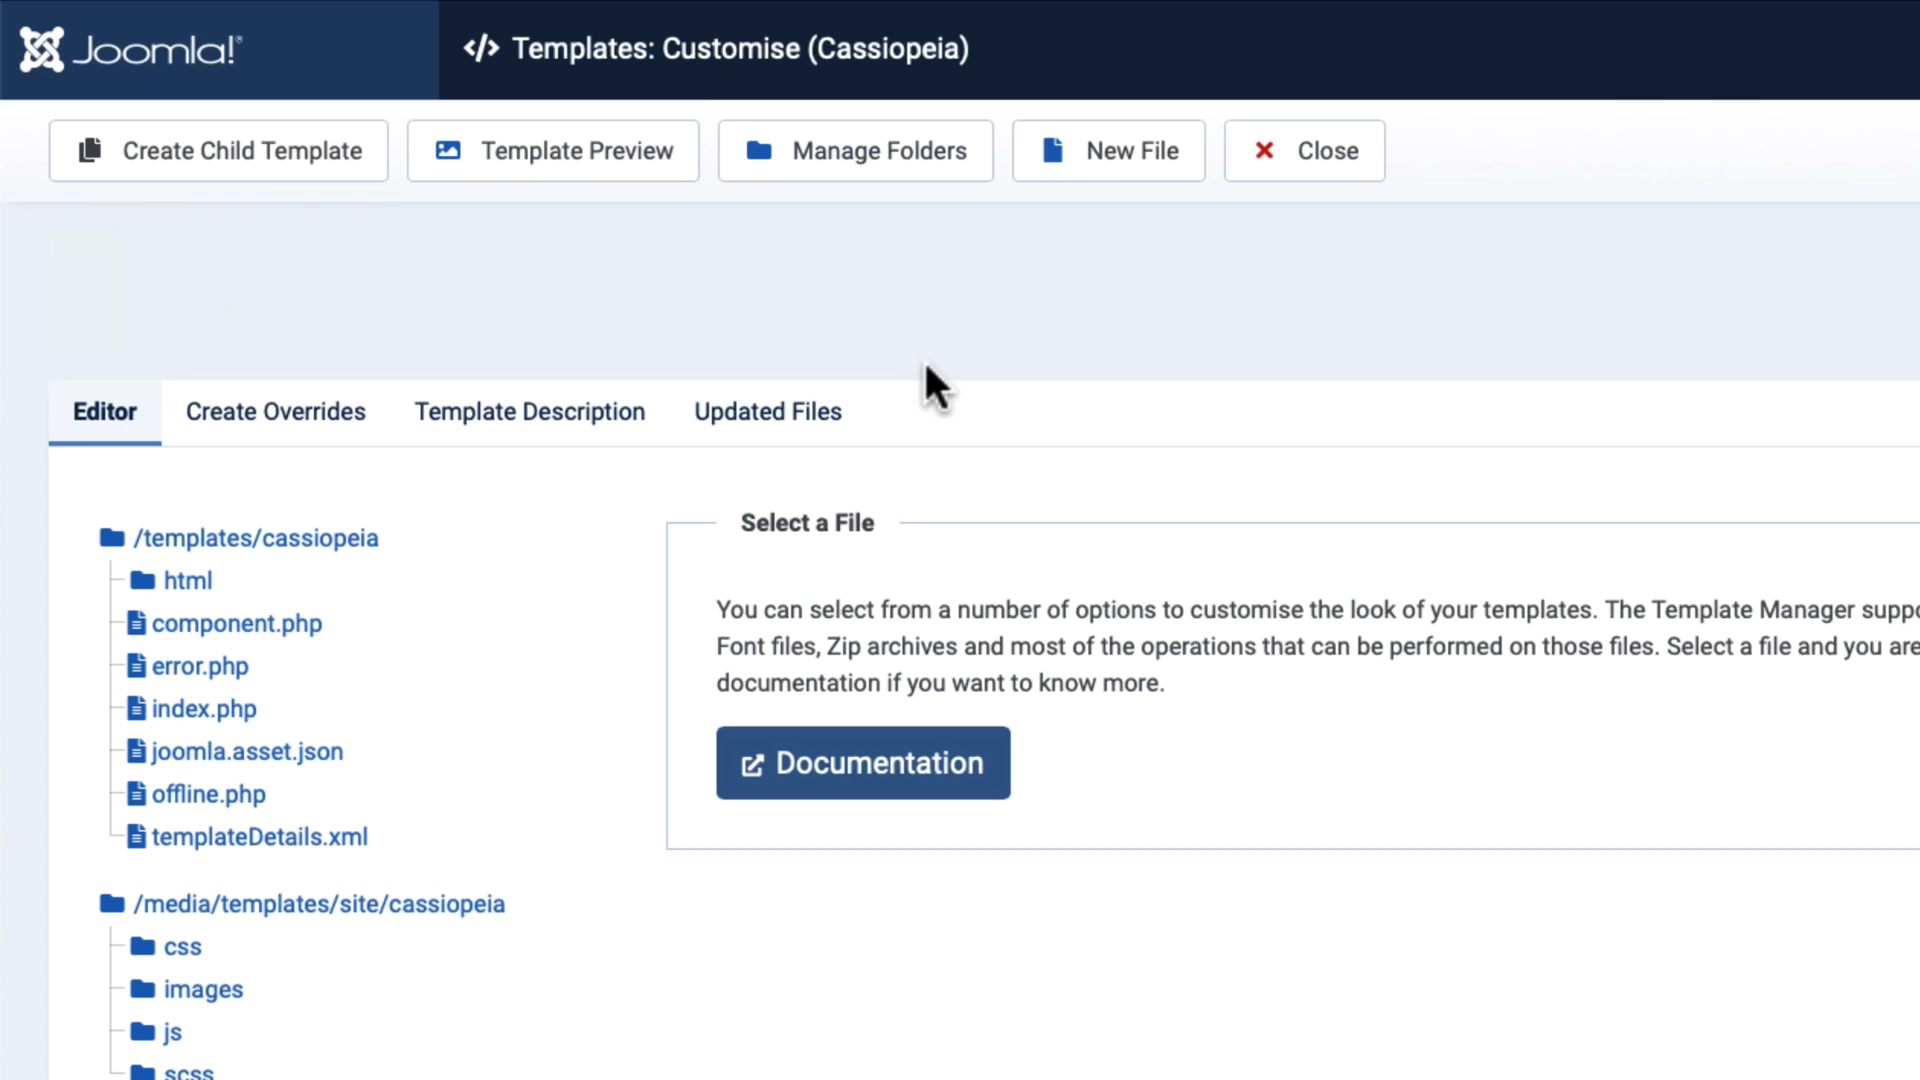 Joomla!®
Templates: Customise (Cassiopeia)
Create Child Template
Template Preview
Manage Folders
New File
Close
Editor
Create Overrides
Template Description
Updated Files
/templates/cassiopeia
html
component.php
error.php
index.php
joomla.asset.json
offline.php
templateDetails.xml
/media/templates/site/cassiopeia
css
images
js
scss
Select a File
You can select from a number of options to customise the look of your templates. The Template Manager suppo
Font files, Zip archives and most of the operations that can be performed on those files. Select a file and you are
documentation if you want to know more.
Documentation